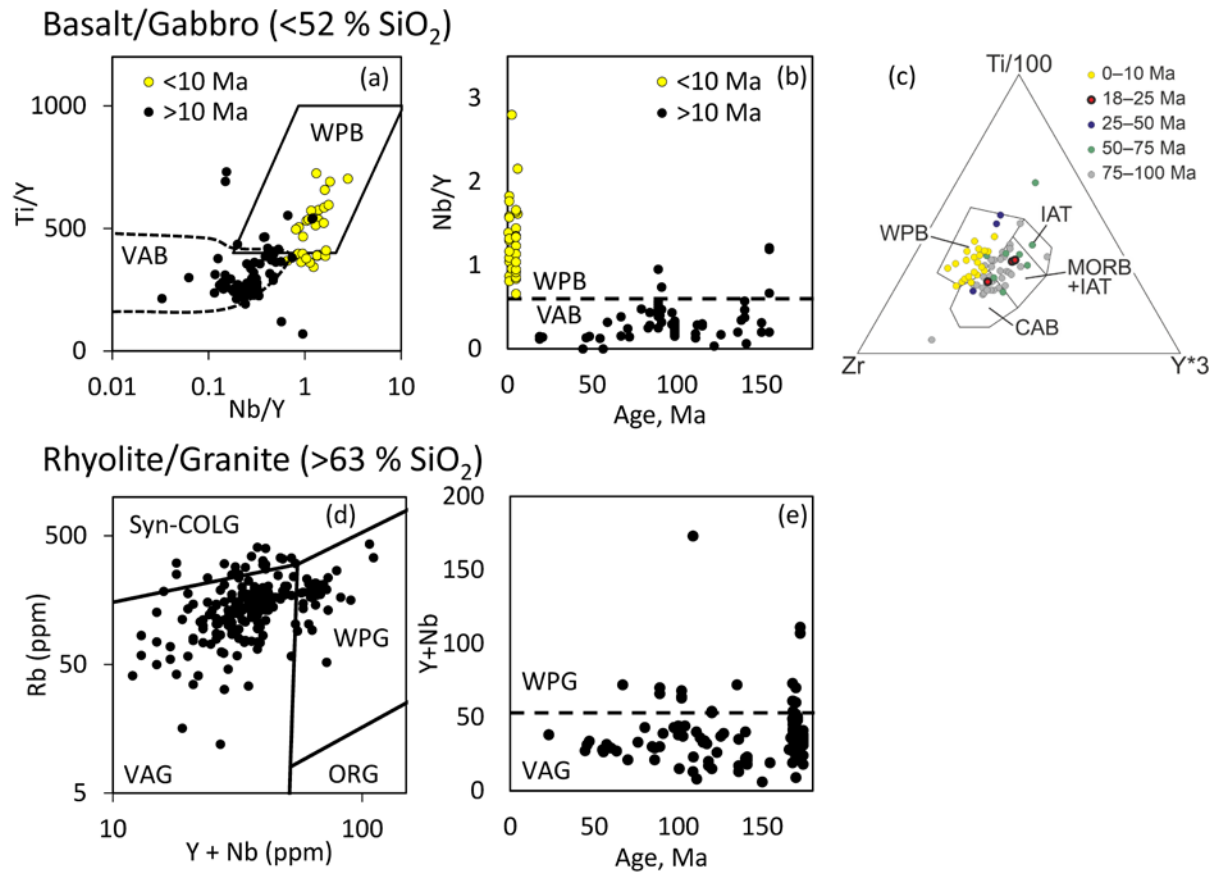 Basalt/Gabbro (<52 % SiO₂)
(a)
<10 Ma
>10 Ma
WPB
VAB
Ti/Y
1000
500
0
0.01 0.1 1 10
Nb/Y
(b)
<10 Ma
>10 Ma
Nb/Y
3
2
1
0
WPB
VAB
0 50 100 150
Age, Ma
(c)
Ti/100
0–10 Ma
18–25 Ma
25–50 Ma
50–75 Ma
75–100 Ma
WPB
IAT
MORB
+IAT
CAB
Zr
Y*3
Rhyolite/Granite (>63 % SiO₂)
(d)
Syn-COLG
WPG
VAG
ORG
Rb (ppm)
500
50
5
10 100
Y + Nb (ppm)
(e)
Y+Nb
200
150
100
50
0
WPG
VAG
0 50 100 150
Age, Ma